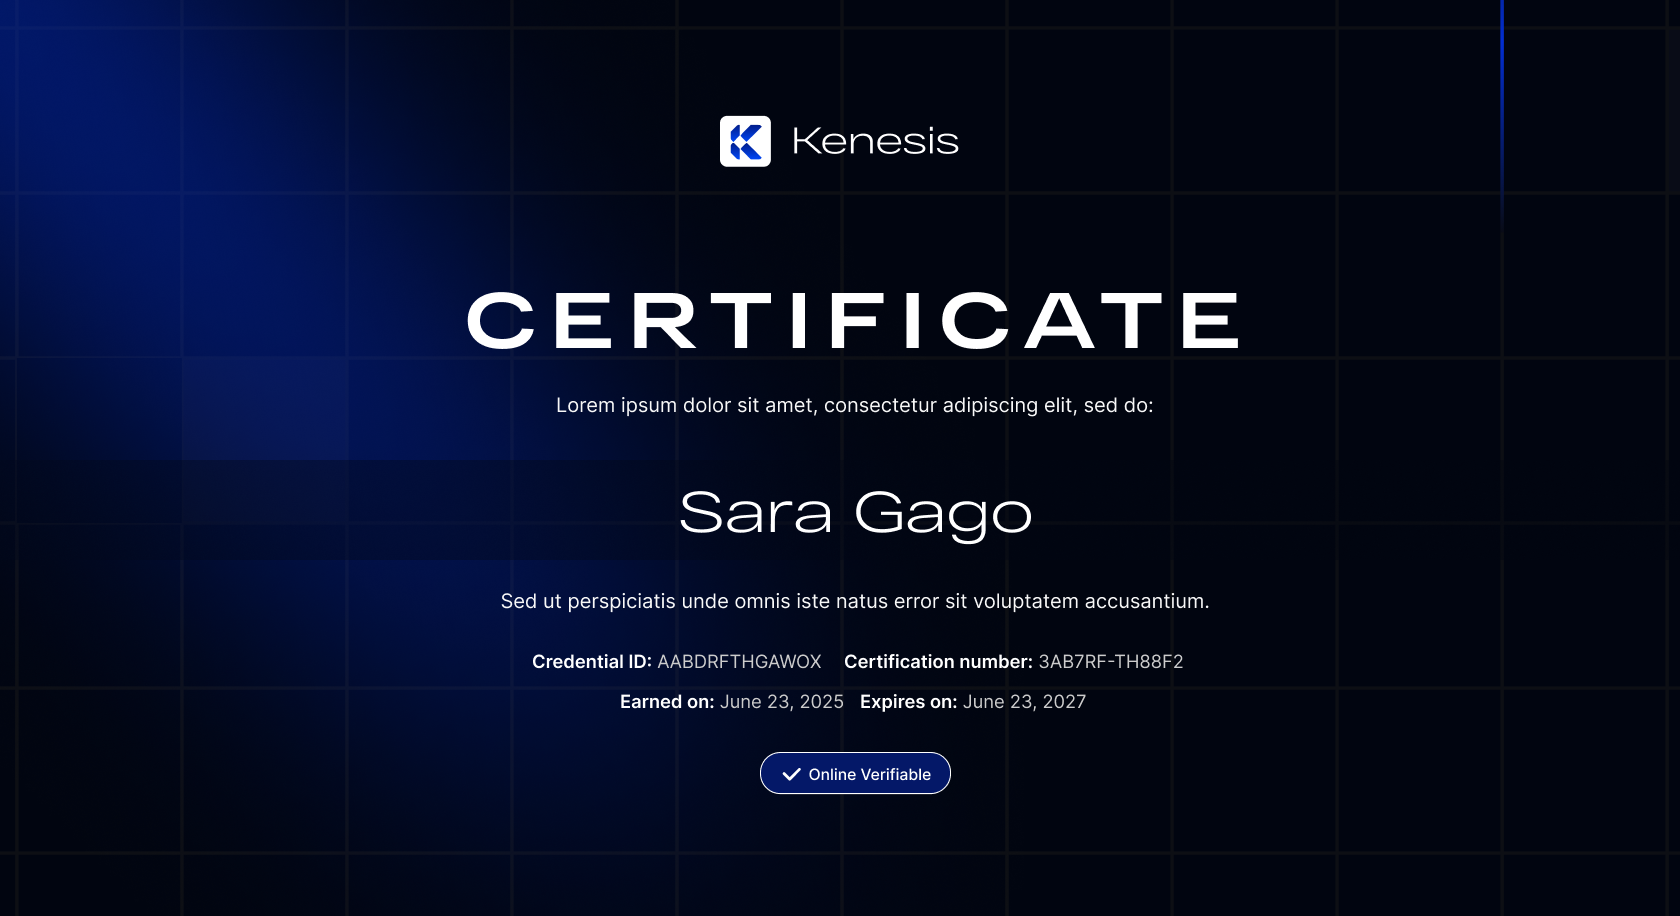 Kenesis
CERTIFICATE
Lorem ipsum dolor sit amet, consectetur adipiscing elit, sed do:
Sara Gago
Sed ut perspiciatis unde omnis iste natus error sit voluptatem accusantium.
Credential ID: AABDRFTHGAWOX Certification number: 3AB7RF-TH88F2
Earned on: June 23, 2025 Expires on: June 23, 2027
Online Verifiable